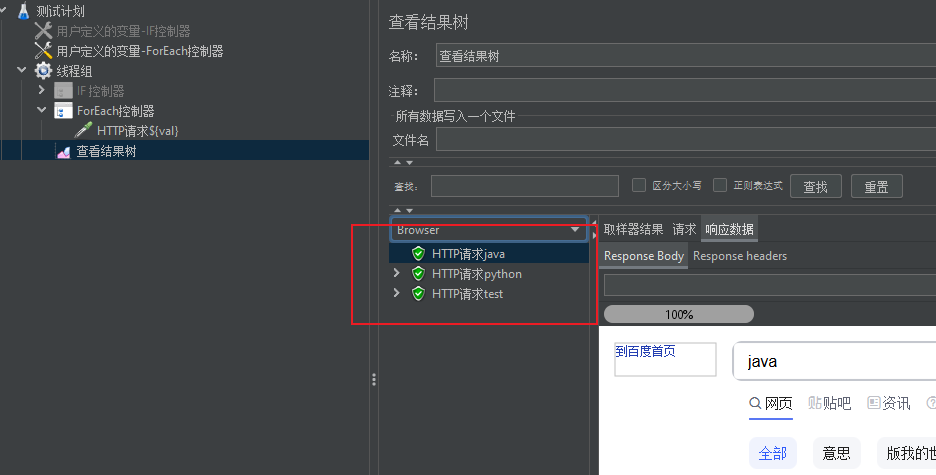 测试计划
用户定义的变量-IF控制器
用户定义的变量-ForEach控制器
线程组
IF 控制器
ForEach控制器
HTTP请求${val}
查看结果树
查看结果树
名称: 查看结果树
注释:
所有数据写入一个文件
文件名
查找: 区分大小写 正则表达式 查找 重置
Browser
HTTP请求java
HTTP请求python
HTTP请求test
取样器结果 请求 响应数据
Response Body Response headers
100%
到百度首页
java
网页 贴贴吧 资讯
全部 意思 版我的世